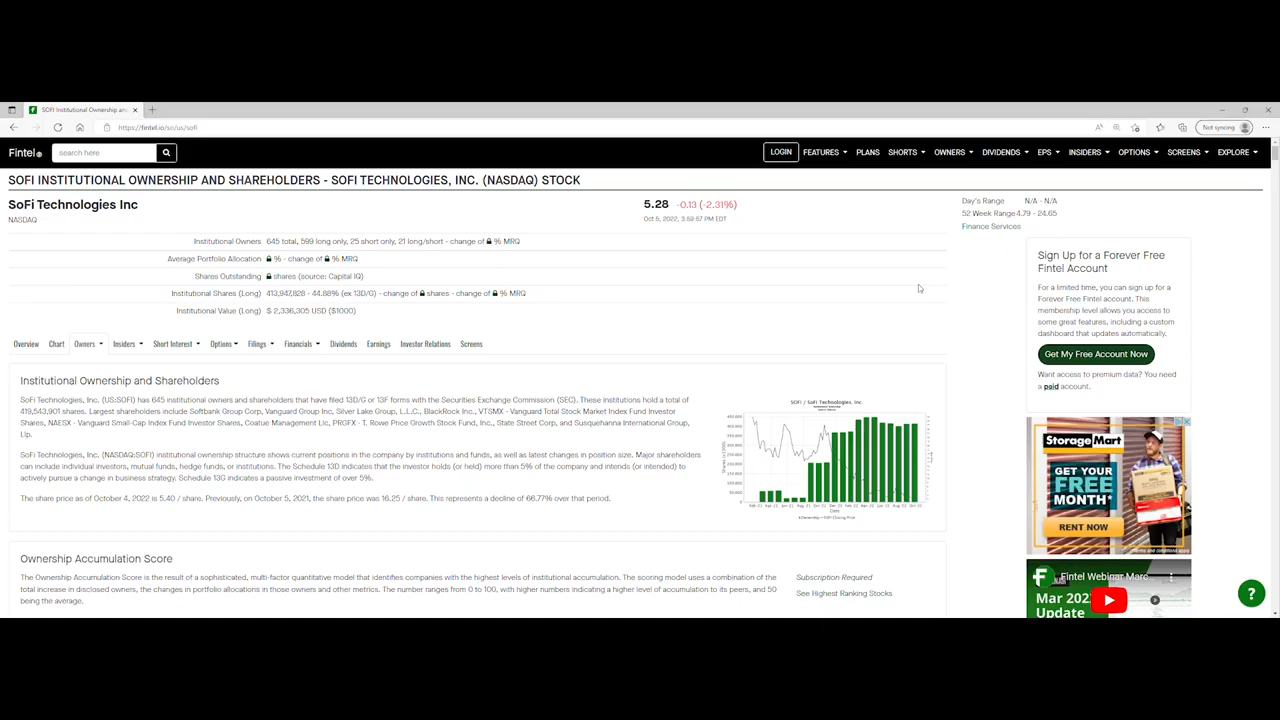 SOFI Institutional Ownership an
https://fintel.io/so/us/sofi
Not syncing
Fintel
search here
LOGIN
FEATURES
PLANS
SHORTS
OWNERS
DIVIDENDS
EPS
INSIDERS
OPTIONS
SCREENS
EXPLORE
SOFI INSTITUTIONAL OWNERSHIP AND SHAREHOLDERS - SOFI TECHNOLOGIES, INC. (NASDAQ) STOCK
SoFi Technologies Inc
NASDAQ
5.28 -0.13 (-2.31%)
Oct 5, 2022, 3:59:57 PM EDT
Day's Range N/A - N/A
52 Week Range 4.79 - 24.65
Finance Services
Institutional Owners 645 total, 599 long only, 25 short only, 21 long/short - change of % MRQ
Average Portfolio Allocation % - change of % MRQ
Shares Outstanding shares (source: Capital IQ)
Institutional Shares (Long) 413,947,828 - 44.88% (ex 13D/G) - change of shares - change of % MRQ
Institutional Value (Long) $ 2,336,305 USD ($1000)
Overview
Chart
Owners
Insiders
Short Interest
Options
Filings
Financials
Dividends
Earnings
Investor Relations
Screens
Institutional Ownership and Shareholders
SoFi Technologies, Inc. (US:SOFI) has 645 institutional owners and shareholders that have filed 13D/G or 13F forms with the Securities Exchange Commission (SEC). These institutions hold a total of
419,543,901 shares. Largest shareholders include Softbank Group Corp, Vanguard Group Inc, Silver Lake Group, L.L.C., BlackRock Inc., VTSMX - Vanguard Total Stock Market Index Fund Investor
Shares, NAESX - Vanguard Small-Cap Index Fund Investor Shares, Coatue Management Llc, PRGFX - T. Rowe Price Growth Stock Fund, Inc., State Street Corp, and Susquehanna International Group,
Llp.
SoFi Technologies, Inc. (NASDAQ:SOFI) institutional ownership structure shows current positions in the company by institutions and funds, as well as latest changes in position size. Major shareholders
can include individual investors, mutual funds, hedge funds, or institutions. The Schedule 13D indicates that the investor holds (or held) more than 5% of the company and intends (or intended) to
actively pursue a change in business strategy. Schedule 13G indicates a passive investment of over 5%.
The share price as of October 4, 2022 is 5.40 / share. Previously, on October 5, 2021, the share price was 16.25 / share. This represents a decline of 66.77% over that period.
SOFI / SoFi Technologies, Inc.
Date
Ownership Accumulation Score
The Ownership Accumulation Score is the result of a sophisticated, multi-factor quantitative model that identifies companies with the highest levels of institutional accumulation. The scoring model uses a combination of the
total increase in disclosed owners, the changes in portfolio allocations in those owners and other metrics. The number ranges from 0 to 100, with higher numbers indicating a higher level of accumulation to its peers, and 50
being the average.
Subscription Required
See Highest Ranking Stocks
Sign Up for a Forever Free
Fintel Account
For a limited time, you can sign up for a
Forever Free Fintel account. This
membership level allows you to access to
some great features, including a custom
dashboard that updates automatically.
Get My Free Account Now
Want access to premium data? You need
a paid account.
StorageMart
GET YOUR
FREE
MONTH*
RENT NOW
*terms and conditions apply
Fintel Webinar Marc...
Mar 202
Update
?